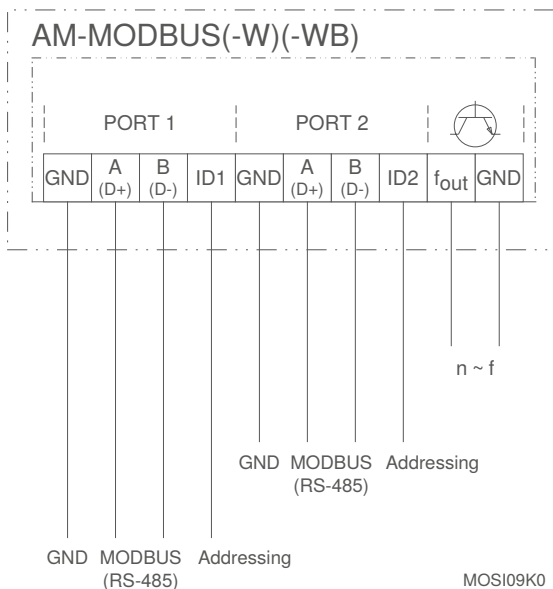 AM-MODBUS(-W)(-WB)
PORT 1 PORT 2
GND A (D+) B (D-) ID1 GND A (D+) B (D-) ID2 fout GND
n ~ f
GND MODBUS (RS-485) Addressing
GND MODBUS (RS-485) Addressing
MOSI09K0